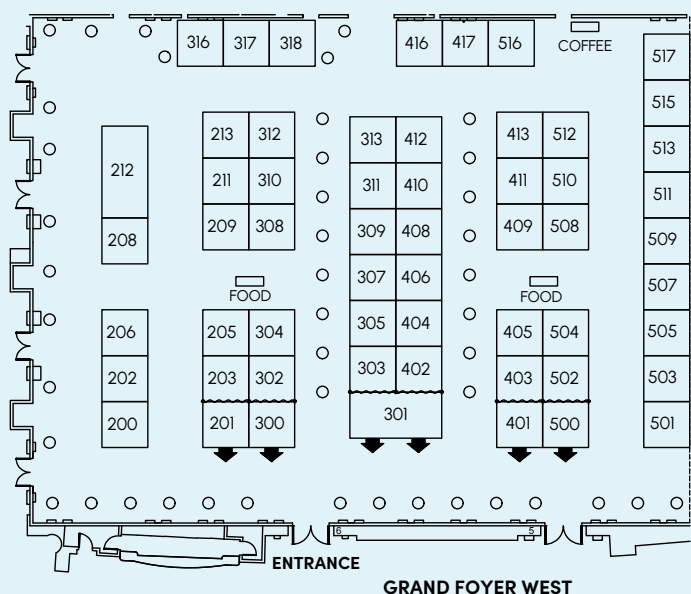 316 317 318 416 417 516
COFFEE
517
515
213 312 313 412 413 512
513
212 211 310 311 410 411 510
511
209 308 309 408 409 508
208 509
307 406
507
FOOD FOOD
206 205 304 305 404 405 504 505
202 203 302 303 402 403 502 503
200 201 300 301 401 500 501
6 5
ENTRANCE
GRAND FOYER WEST